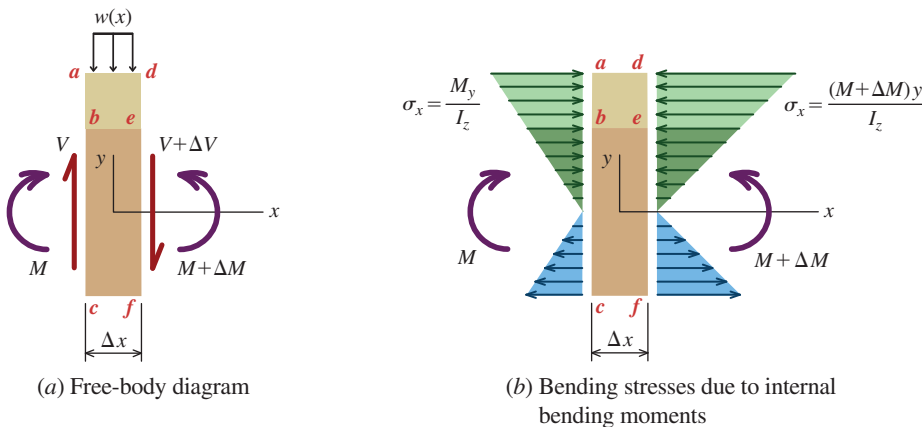 w(x)
a
d
b
e
V
V+ΔV
y
x
M
M+ΔM
c
f
Δx
(a) Free-body diagram
a
d
σx = My / Iz
σx = (M+ΔM)y / Iz
b
e
y
x
M
M+ΔM
c
f
Δx
(b) Bending stresses due to internal
bending moments